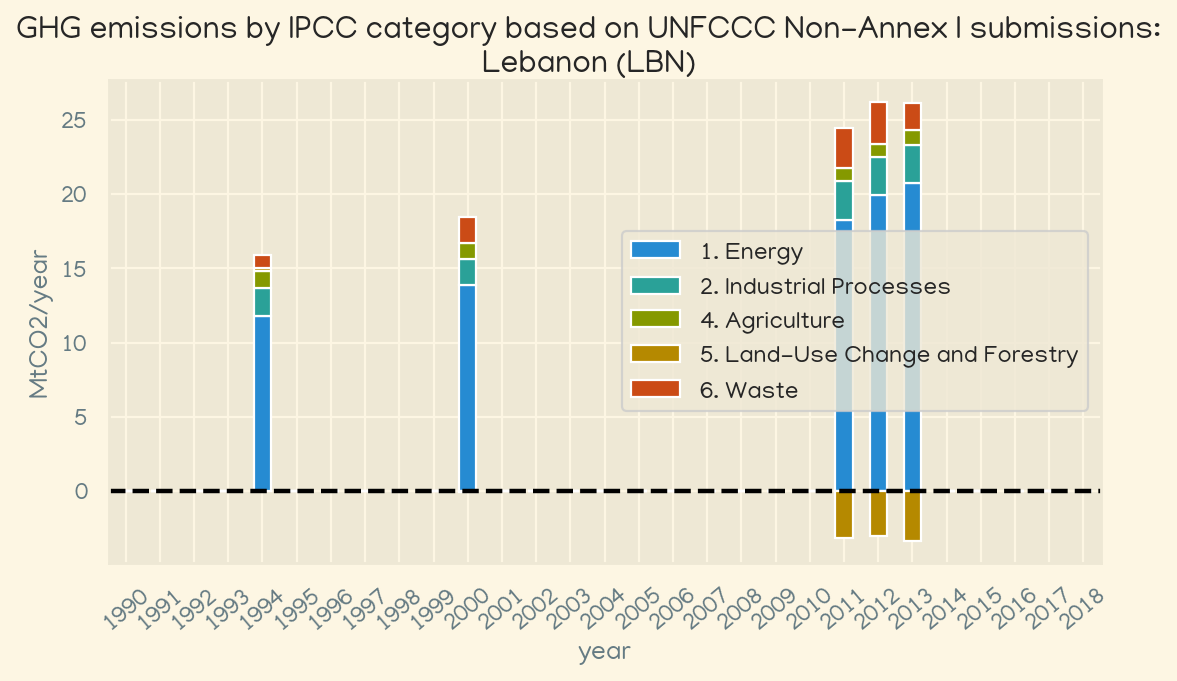 GHG emissions by IPCC category based on UNFCCC Non-Annex I submissions:
Lebanon (LBN)
MtCO2/year
25
20
15
10
5
0
1. Energy
2. Industrial Processes
4. Agriculture
5. Land-Use Change and Forestry
6. Waste
1990 1991 1992 1993 1994 1995 1996 1997 1998 1999 2000 2001 2002 2003 2004 2005 2006 2007 2008 2009 2010 2011 2012 2013 2014 2015 2016 2017 2018
year